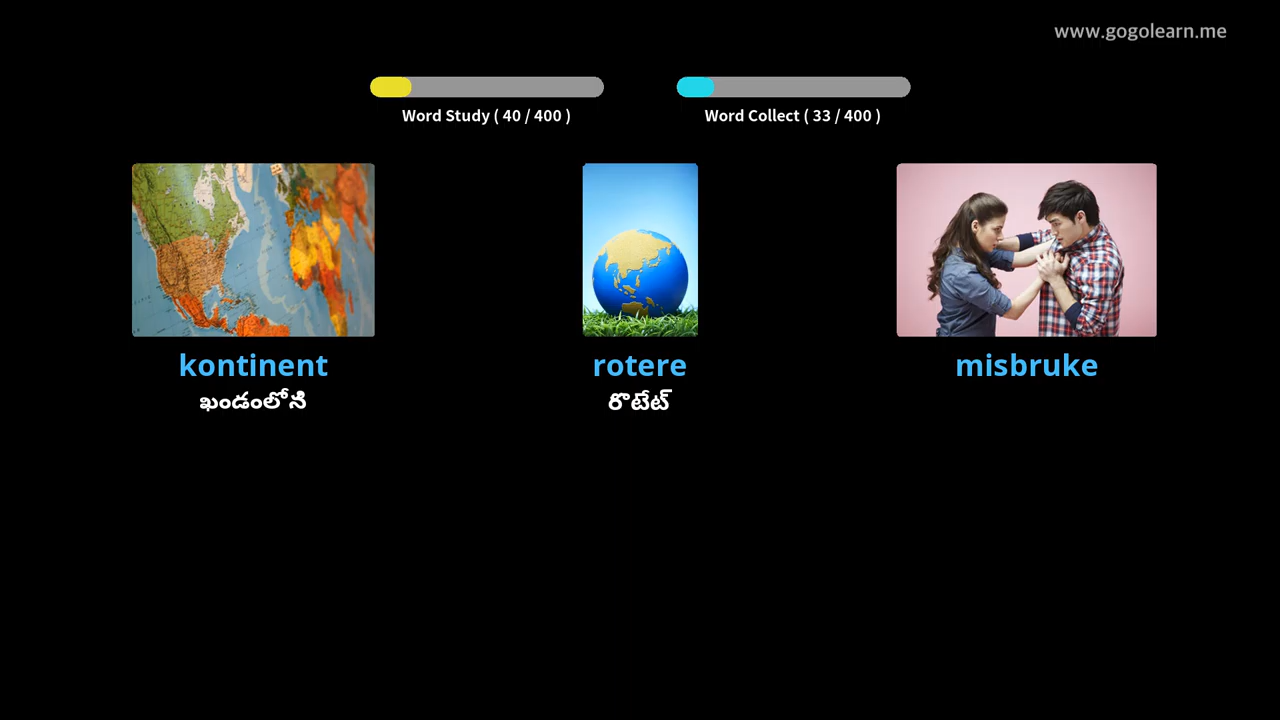 www.gogolearn.me
Word Study ( 40 / 400 )
Word Collect ( 33 / 400 )
kontinent
ఖండంలోని
rotere
రొటేట్
misbruke